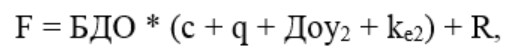 F = БДО * (c + q + Доу₂ + kₑ₂) + R,